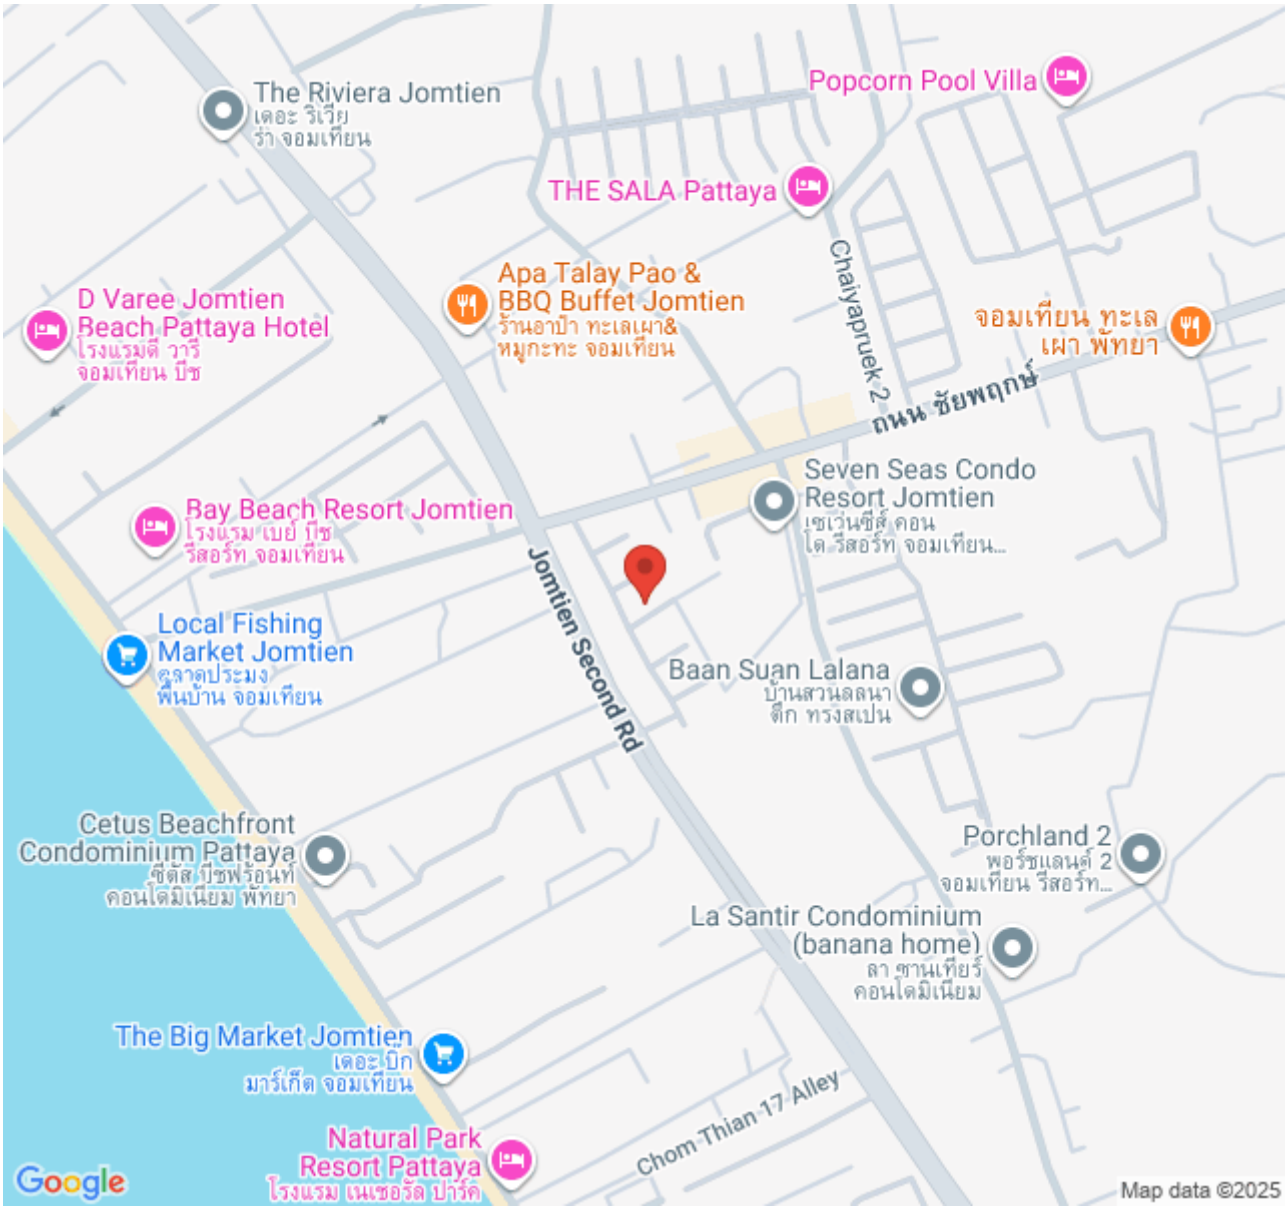 The Riviera Jomtien
เดอะ ริเวีย
ร่า จอมเทียน
Popcorn Pool Villa
THE SALA Pattaya
Chaiyapruek 2
Apa Talay Pao &
BBQ Buffet Jomtien
ร้านอาป๋า ทะเลเผา&
หมูกะทะ จอมเทียน
D Varee Jomtien
Beach Pattaya Hotel
โรงแรมดี วารี
จอมเทียน บีช
จอมเทียน ทะเล
เผา พัทยา
ถนน ชัยพฤกษ์
Seven Seas Condo
Resort Jomtien
เซเว่นซีส์ คอน
โด รีสอร์ท จอมเทียน...
Bay Beach Resort Jomtien
โรงแรม เบย์ บีช
รีสอร์ท จอมเทียน
Jomtien Second Rd
Local Fishing
Market Jomtien
ตลาดประมง
พื้นบ้าน จอมเทียน
Baan Suan Lalana
บ้านสวนลลนา
ตึก ทรงสเปน
Cetus Beachfront
Condominium Pattaya
ซีตัส บีชฟร้อนท์
คอนโดมิเนียม พัทยา
Porchland 2
พอร์ชแลนด์ 2
จอมเทียน รีสอร์ท...
La Santir Condominium
(banana home)
ลา ซานเทียร์
คอนโดมิเนียม
The Big Market Jomtien
เดอะ บิ๊ก
มาร์เก็ต จอมเทียน
Chom Thian 17 Alley
Natural Park
Resort Pattaya
โรงแรม เนเชอรัล ปาร์ค
Google
Map data ©2025